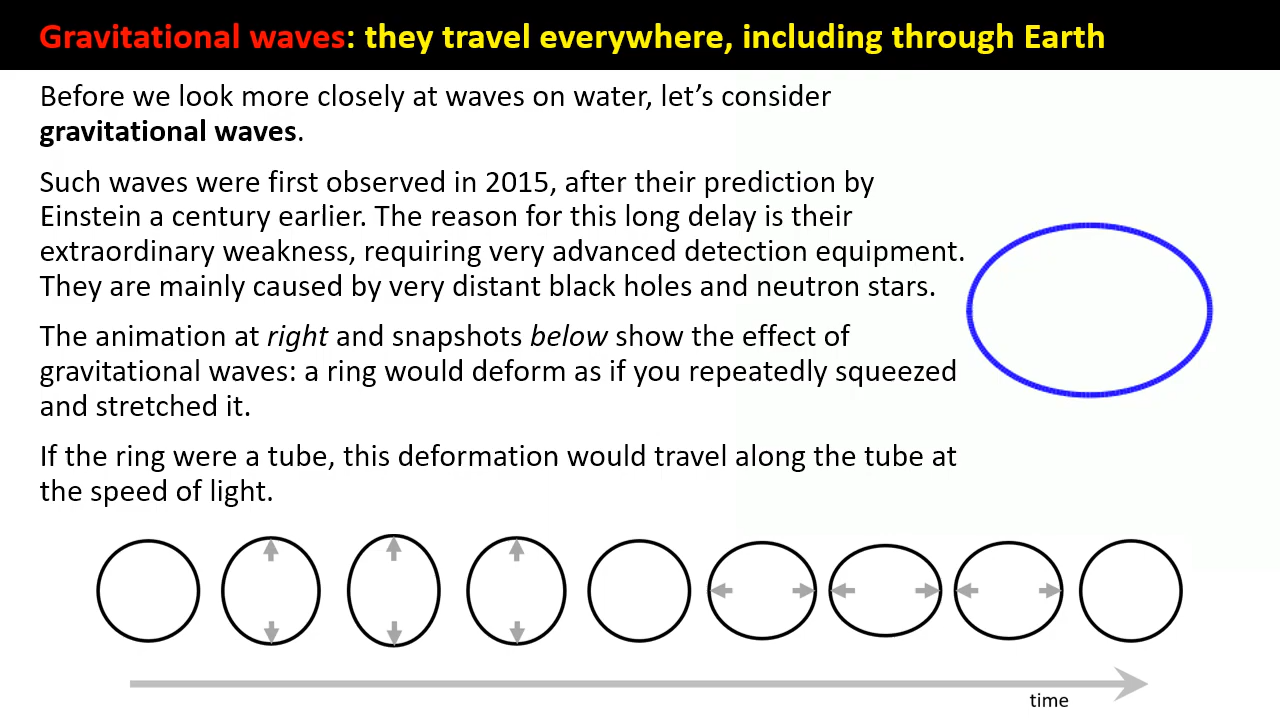 Gravitational waves: they travel everywhere, including through Earth
Before we look more closely at waves on water, let’s consider
gravitational waves.
Such waves were first observed in 2015, after their prediction by
Einstein a century earlier. The reason for this long delay is their
extraordinary weakness, requiring very advanced detection equipment.
They are mainly caused by very distant black holes and neutron stars.
The animation at right and snapshots below show the effect of
gravitational waves: a ring would deform as if you repeatedly squeezed
and stretched it.
If the ring were a tube, this deformation would travel along the tube at
the speed of light.
time